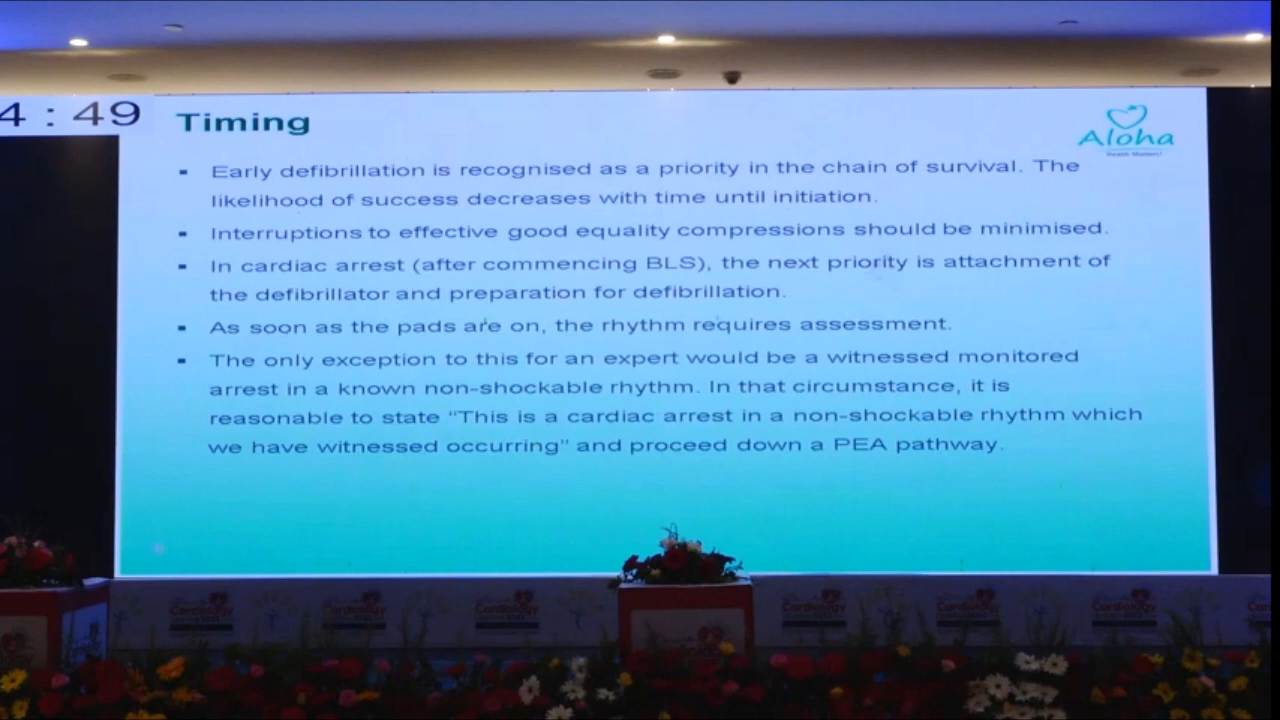 4 : 49
Timing
Aloha
▪ Early defibrillation is recognised as a priority in the chain of survival. The
likelihood of success decreases with time until initiation.
▪ Interruptions to effective good equality compressions should be minimised.
▪ In cardiac arrest (after commencing BLS), the next priority is attachment of
the defibrillator and preparation for defibrillation.
▪ As soon as the pads are on, the rhythm requires assessment.
▪ The only exception to this for an expert would be a witnessed monitored
arrest in a known non-shockable rhythm. In that circumstance, it is
reasonable to state "This is a cardiac arrest in a non-shockable rhythm which
we have witnessed occurring" and proceed down a PEA pathway.
Cardiology
Cardiology
Cardiology
Cardiology
Cardiology
Cardiology